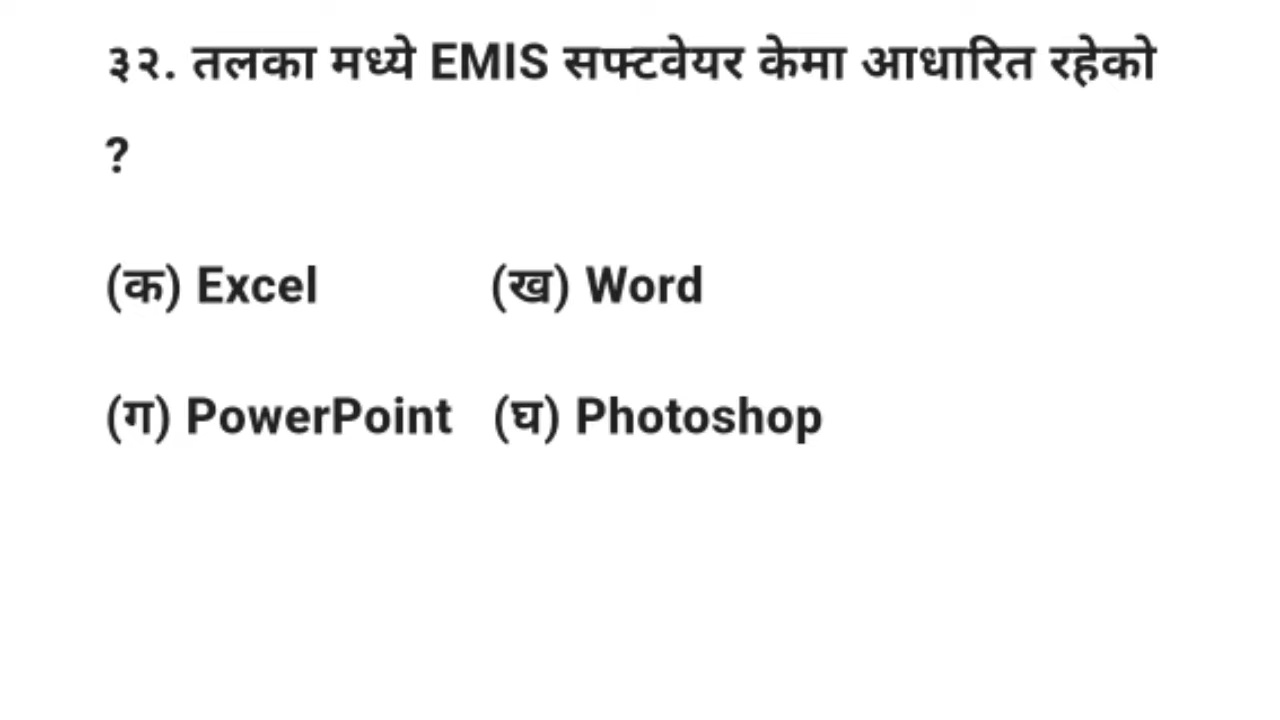 ३२. तलका मध्ये EMIS सफ्टवेयर केमा आधारित रहेको
?
(क) Excel (ख) Word
(ग) PowerPoint (घ) Photoshop